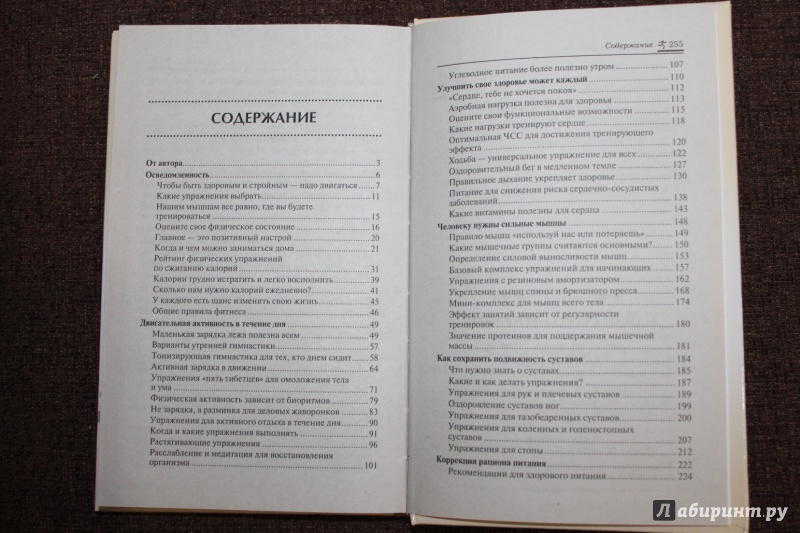 СОДЕРЖАНИЕ
От автора 3
Осведомленность 6
Чтобы быть здоровым и стройным — надо двигаться 7
Какие упражнения выбрать 11
Нашим мышцам все равно, где вы будете
тренироваться 15
Оцените свое физическое состояние 16
Главное — это позитивный настрой 20
Когда и чем можно заниматься дома 21
Рейтинг физических упражнений
по сжиганию калорий 31
Калории трудно истратить и легко восполнить 39
Сколько нам нужно калорий ежедневно? 41
У каждого есть шанс изменить свою жизнь 45
Общие правила фитнеса 46
Двигательная активность в течение дня 49
Маленькая зарядка лежа полезна всем 49
Варианты утренней гимнастики 57
Тонизирующая гимнастика для тех, кто днем сидит 58
Активная зарядка в движении 64
Упражнения «пять тибетцев» для омоложения тела
и ума 71
Физическая активность зависит от биоритмов 79
Не зарядка, а разминка для деловых жаворонков 83
Упражнения для активного отдыха в течение дня 90
Когда и какие упражнения выполнять 91
Растягивающие упражнения 96
Расслабление и медитация для восстановления
организма 101
Содержание 255
Углеводное питание более полезно утром 107
Улучшить свое здоровье может каждый 110
«Сердце, тебе не хочется покоя» 112
Аэробная нагрузка полезна для здоровья 113
Оцените свои функциональные возможности 115
Какие нагрузки тренируют сердце 118
Оптимальная ЧСС для достижения тренирующего
эффекта 120
Ходьба — универсальное упражнение для всех 122
Оздоровительный бег в медленном темпе 127
Правильное дыхание укрепляет здоровье 130
Питание для снижения риска сердечно-сосудистых
заболеваний 138
Какие витамины полезны для сердца 143
Человеку нужны сильные мышцы 148
Правило мышц «используй нас или потеряешь» 149
Какие мышечные группы считаются основными? 150
Определение силовой выносливости мышц 153
Базовый комплекс упражнений для начинающих 157
Упражнения с резиновым амортизатором 162
Укрепление мышц спины и брюшного пресса 168
Мини-комплекс для мышц всего тела 174
Эффект занятий зависит от регулярности
тренировок 180
Значение протеинов для поддержания мышечной
массы 181
Как сохранить подвижность суставов 184
Что нужно знать о суставах 185
Какие и как делать упражнения? 187
Упражнения для рук и плечевых суставов 189
Оздоровление суставов ног 199
Упражнения для тазобедренных суставов 200
Упражнения для коленных и голеностопных
суставов 207
Упражнения для стопы 212
Коррекция рациона питания 222
Рекомендации для здорового питания 224
Лабиринт.ру